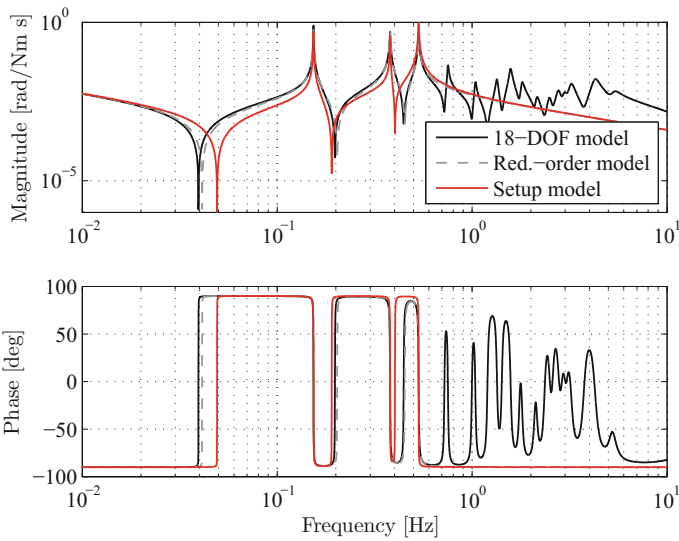 10^0
10^-5
Magnitude [rad/Nm s]
18-DOF model
Red.-order model
Setup model
10^-2 10^-1 10^0 10^1
100
50
0
-50
-100
Phase [deg]
10^-2 10^-1 10^0 10^1
Frequency [Hz]